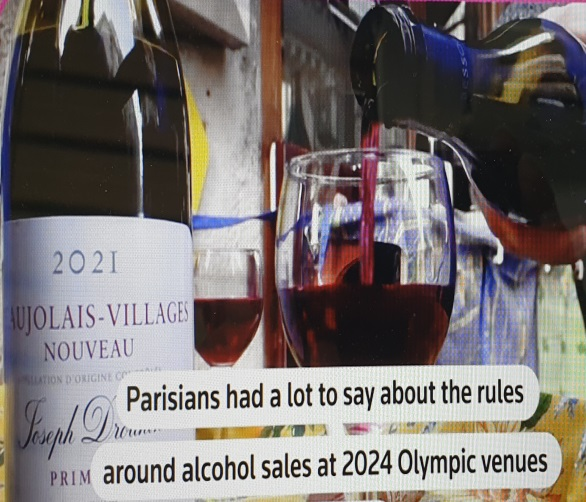 2021
AUJOLAIS-VILLAGES
NOUVEAU
Joseph
PRIM
Parisians had a lot to say about the rules
around alcohol sales at 2024 Olympic venues